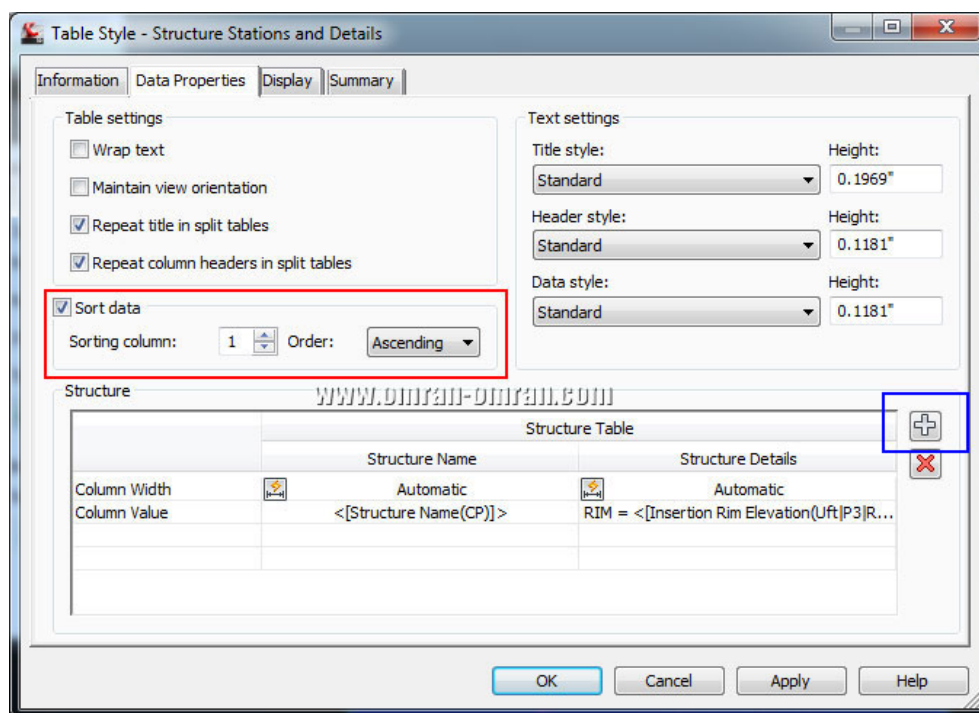 Table Style - Structure Stations and Details
Information Data Properties Display Summary
Table settings
Wrap text
Maintain view orientation
Repeat title in split tables
Repeat column headers in split tables
Sort data
Sorting column: 1 Order: Ascending
Text settings
Title style: Height:
Standard 0.1969"
Header style: Height:
Standard 0.1181"
Data style: Height:
Standard 0.1181"
Structure
www.omran-omran.com
Structure Table
Structure Name Structure Details
Column Width Automatic Automatic
Column Value <[Structure Name(CP)]> RIM = <[Insertion Rim Elevation(Uft|P3|R...
OK Cancel Apply Help